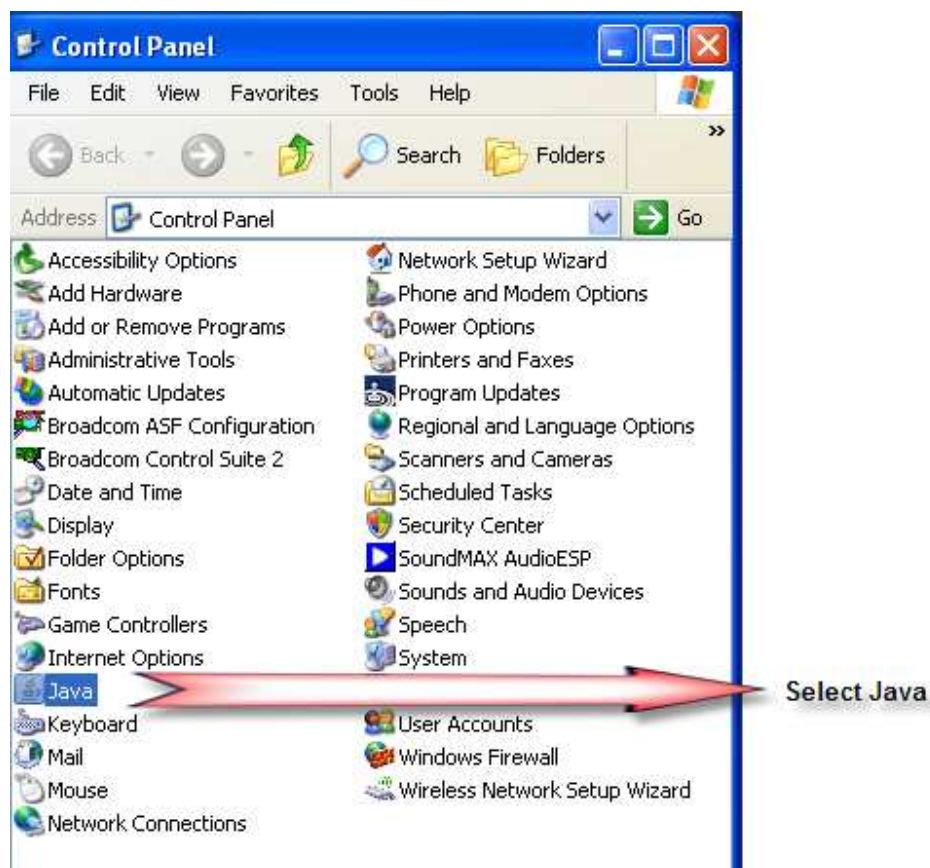 Control Panel
File Edit View Favorites Tools Help
Back Search Folders »
Address Control Panel Go
Accessibility Options
Add Hardware
Add or Remove Programs
Administrative Tools
Automatic Updates
Broadcom ASF Configuration
Broadcom Control Suite 2
Date and Time
Display
Folder Options
Fonts
Game Controllers
Internet Options
Java
Keyboard
Mail
Mouse
Network Connections
Network Setup Wizard
Phone and Modem Options
Power Options
Printers and Faxes
Program Updates
Regional and Language Options
Scanners and Cameras
Scheduled Tasks
Security Center
SoundMAX AudioESP
Sounds and Audio Devices
Speech
System
User Accounts
Windows Firewall
Wireless Network Setup Wizard
Select Java